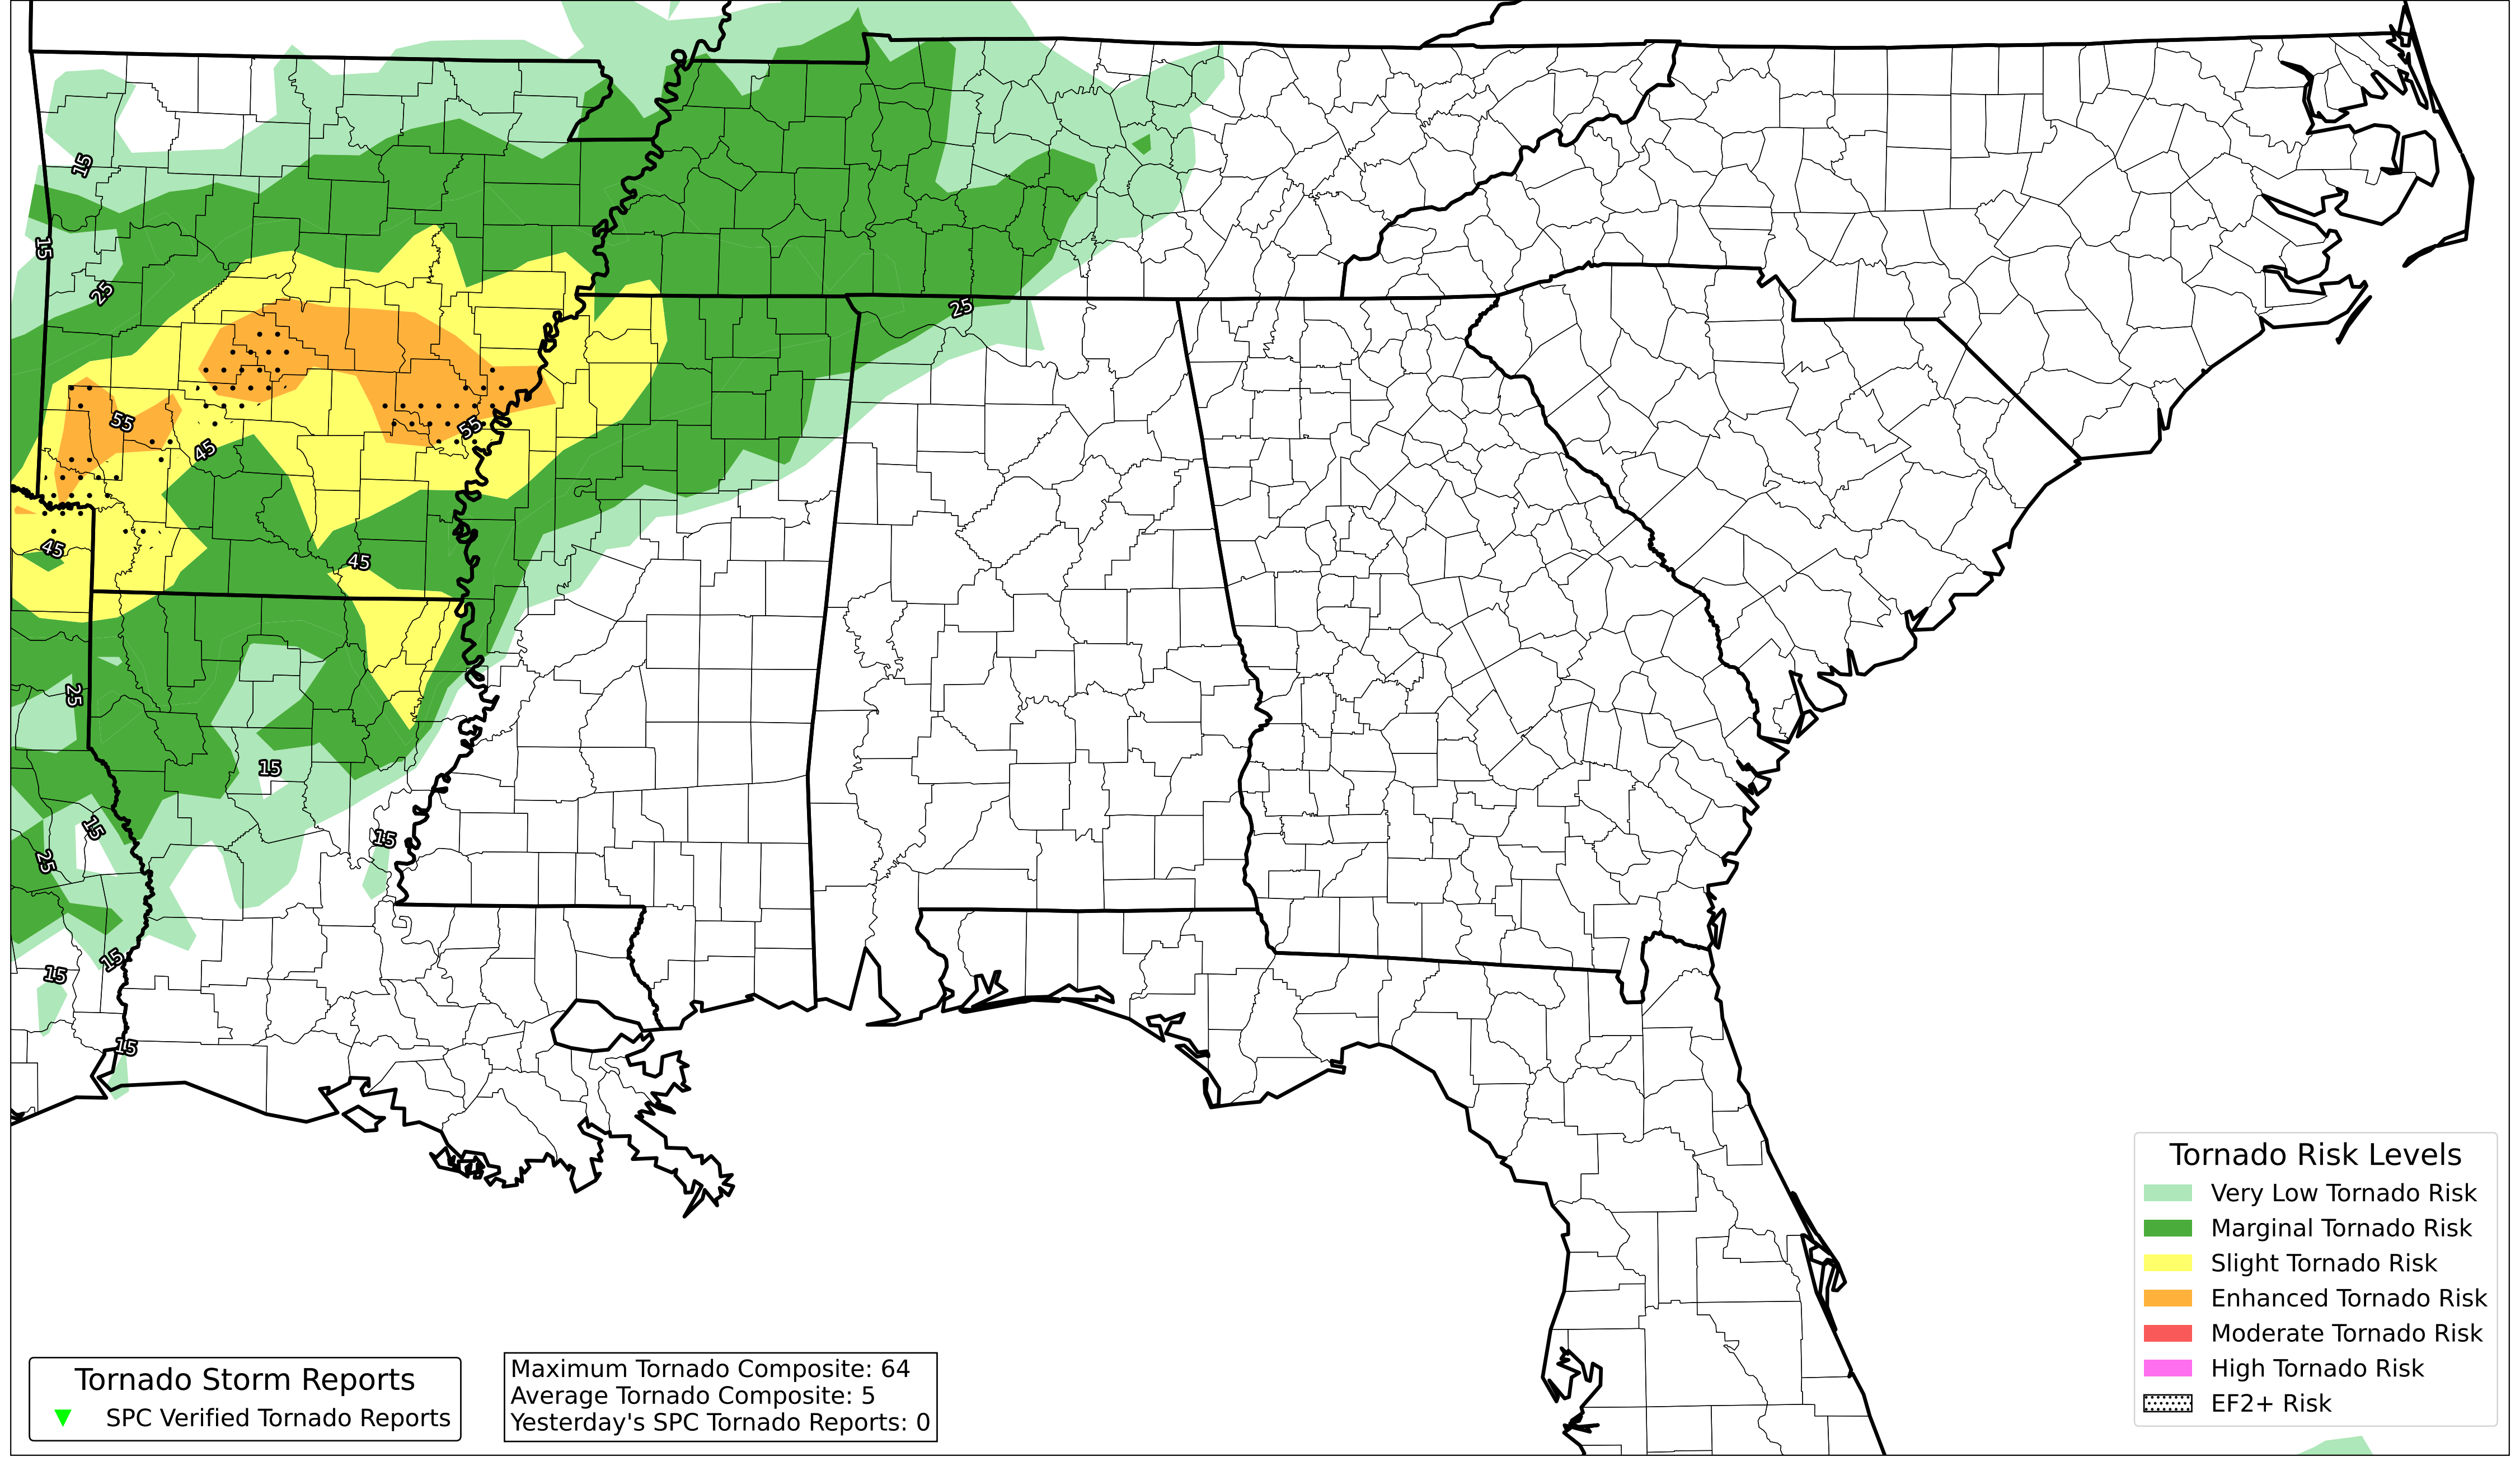 15
15
25
25
55
45
55
45
45
25
15
15
15
25
15
15
15
Tornado Risk Levels
Very Low Tornado Risk
Marginal Tornado Risk
Slight Tornado Risk
Enhanced Tornado Risk
Moderate Tornado Risk
High Tornado Risk
EF2+ Risk
Tornado Storm Reports
SPC Verified Tornado Reports
Maximum Tornado Composite: 64
Average Tornado Composite: 5
Yesterday's SPC Tornado Reports: 0